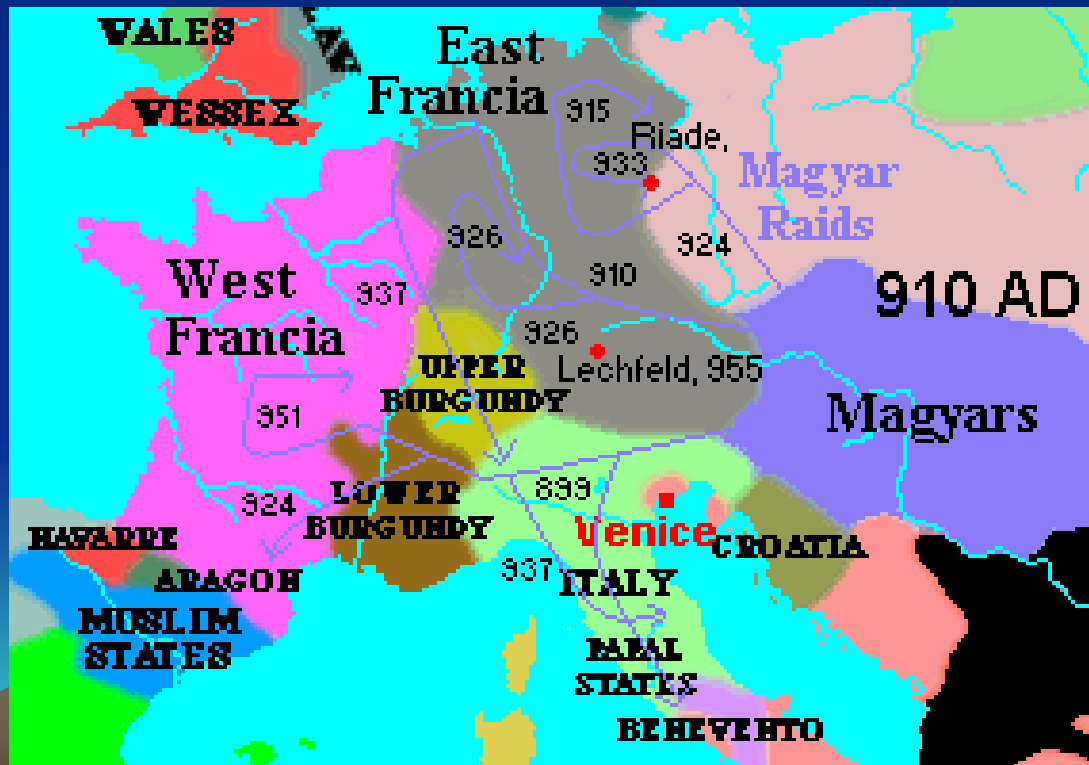 WALES
East
Francia
WESSEX
915
Riade,
933
Magyar
Raids
926
924
910
West
Francia
937
910 AD
926
Lechfeld, 955
UPPER
BURGUNDY
Magyars
951
899
924
LOWER
BURGUNDY
Venice
NAVARRE
CROATIA
937
ITALY
ARAGON
MUSLIM
STATES
PAPAL
STATES
BENEVENTO